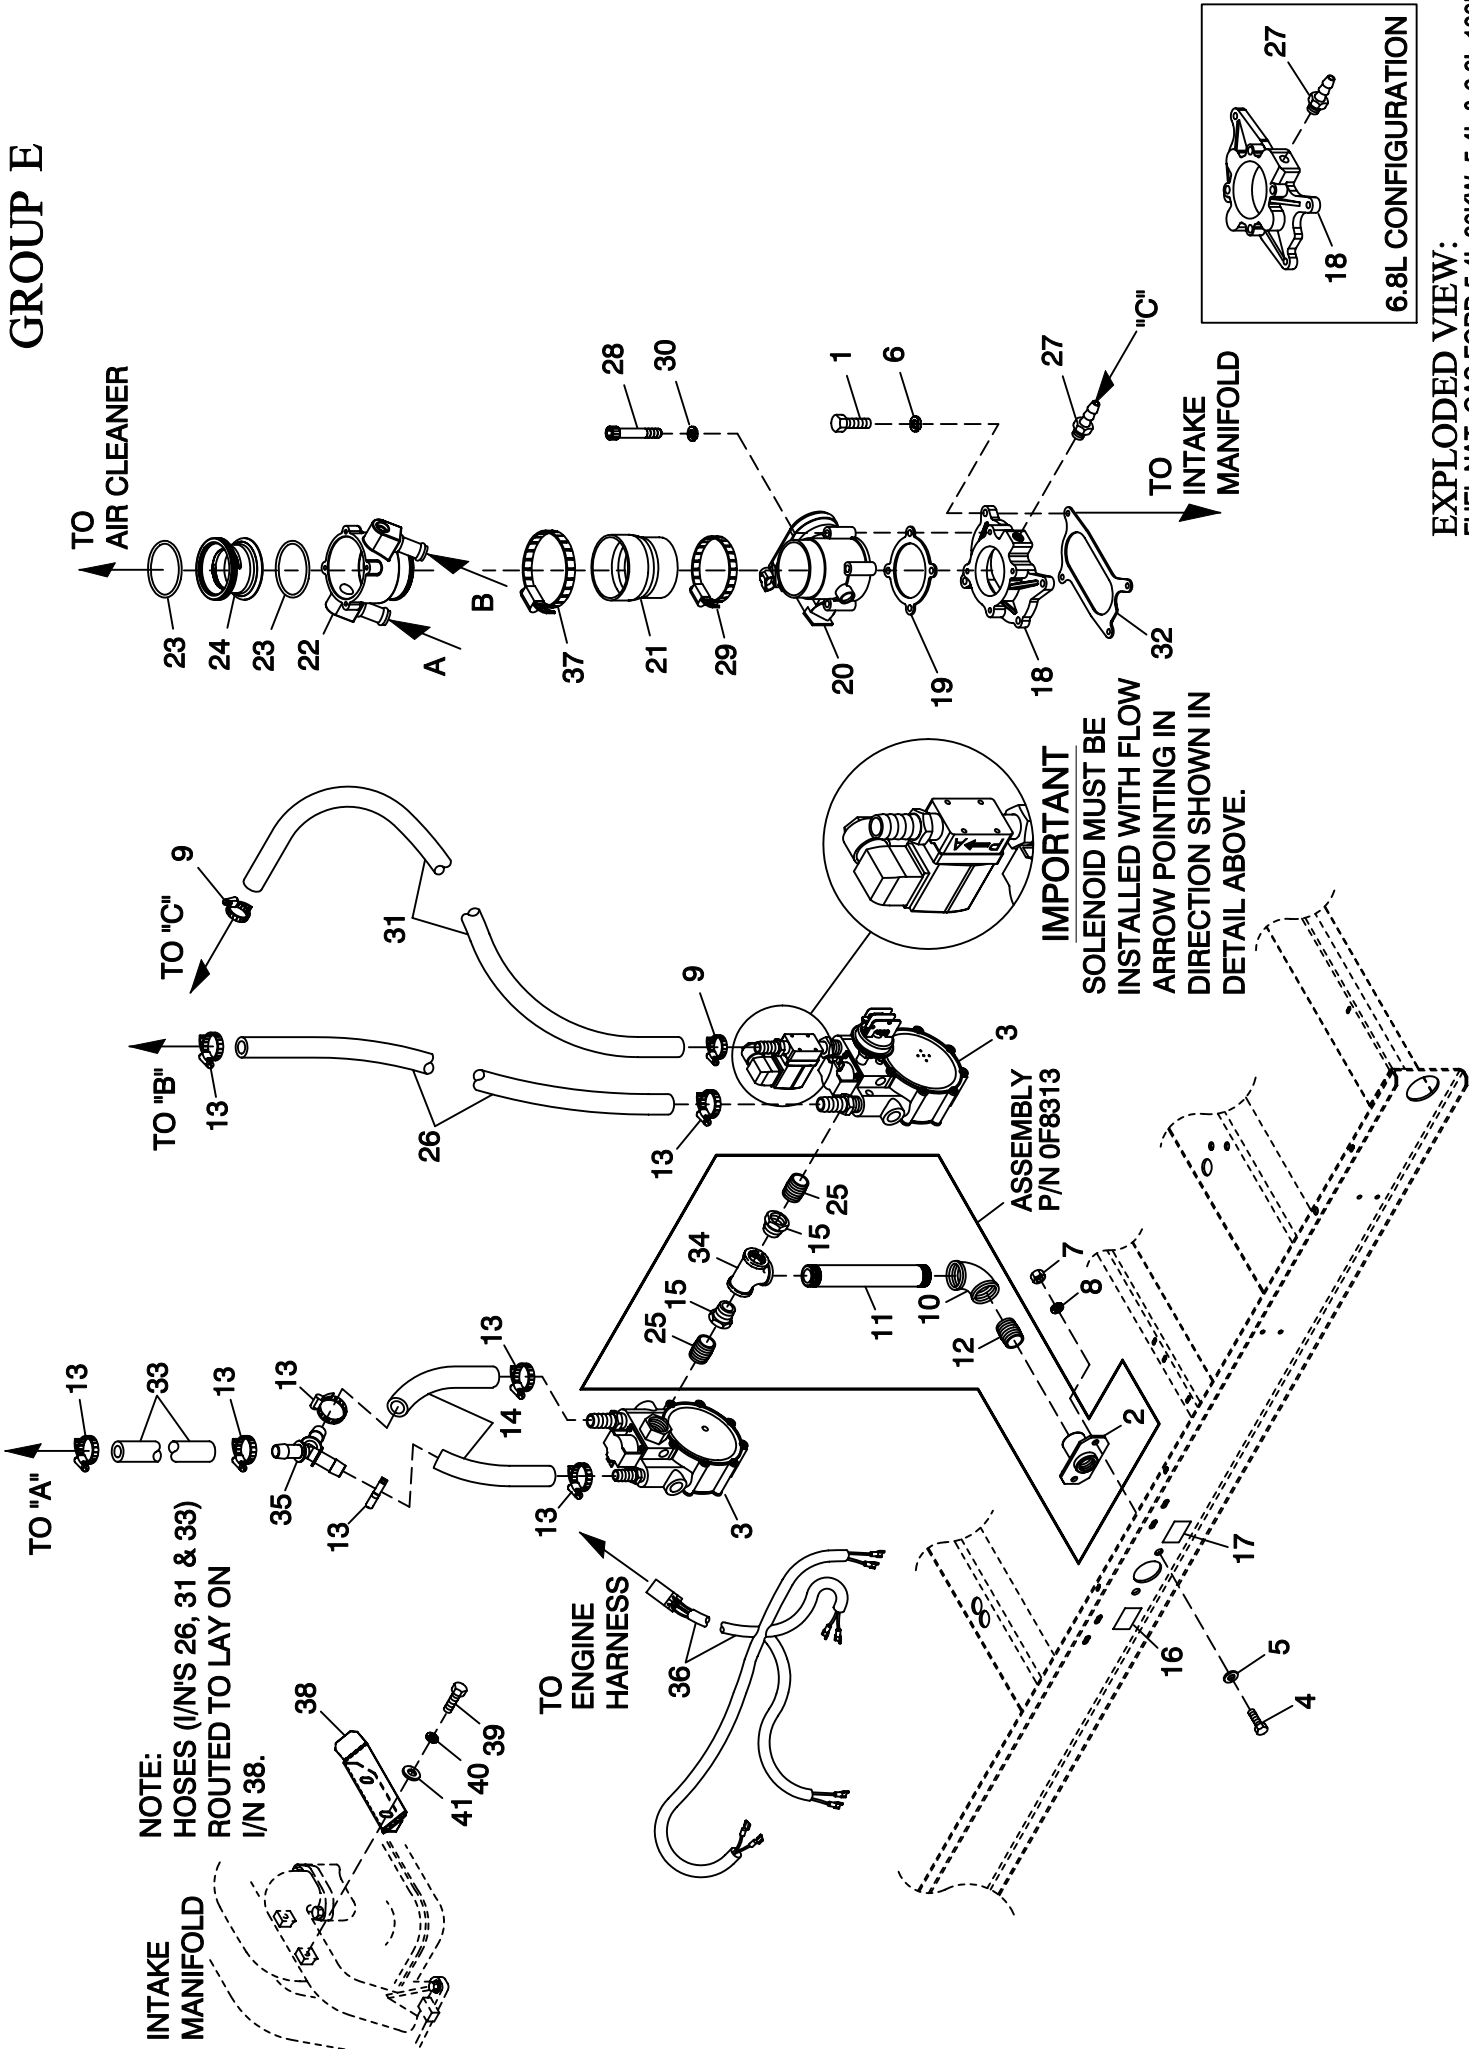 GROUP E
TO
AIR CLEANER
23
24
23
22
A
B
37
21
29
28
30
20
19
18
32
1
6
27
"C"
TO
INTAKE
MANIFOLD
27
18
6.8L CONFIGURATION
TO "C"
9
31
9
TO "B"
13
26
13
3
IMPORTANT
SOLENOID MUST BE
INSTALLED WITH FLOW
ARROW POINTING IN
DIRECTION SHOWN IN
DETAIL ABOVE.
P A
ASSEMBLY
P/N 0F8313
25
15
34
15
25
11
10
12
7
8
2
TO "A"
13
33
13
13
35
13
14
13
13
3
NOTE:
HOSES (I/N'S 26, 31 & 33)
ROUTED TO LAY ON
I/N 38.
38
39
40
41
INTAKE
MANIFOLD
TO
ENGINE
HARNESS
36
17
16
5
4
EXPLODED VIEW: